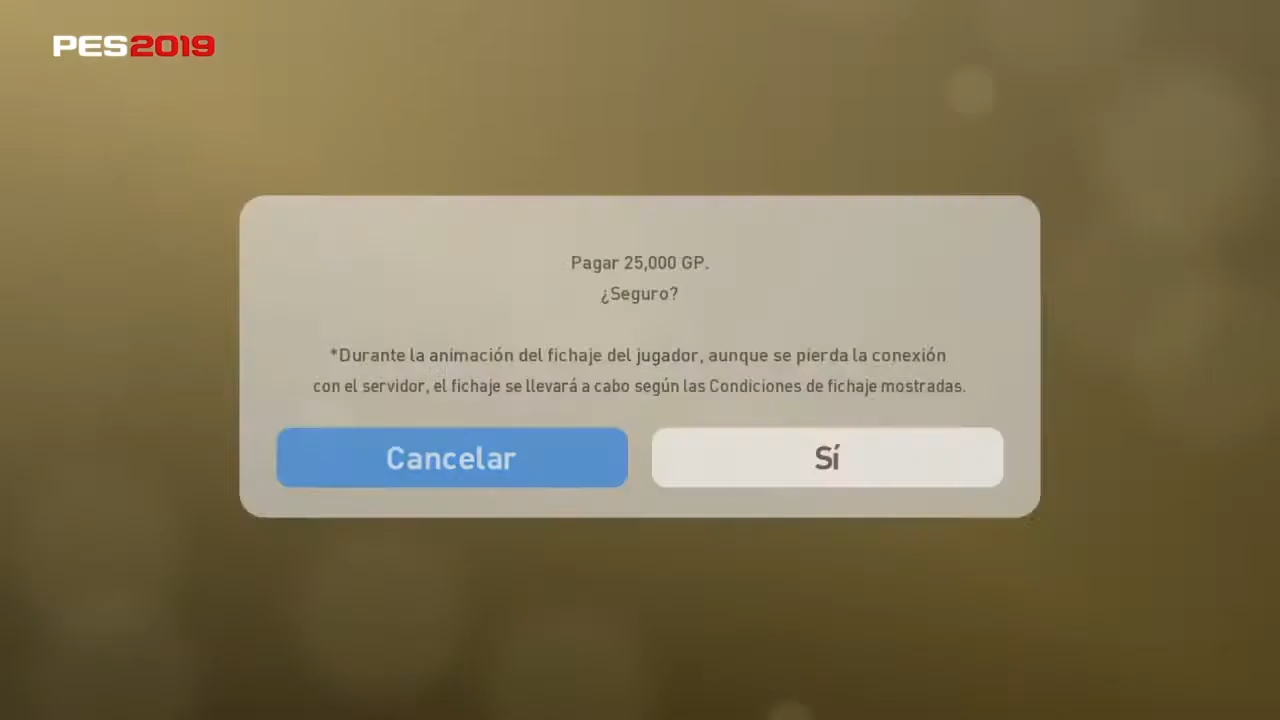 PES2019
Pagar 25,000 GP.
¿Seguro?
*Durante la animación del fichaje del jugador, aunque se pierda la conexión
con el servidor, el fichaje se llevará a cabo según las Condiciones de fichaje mostradas.
Cancelar
Sí